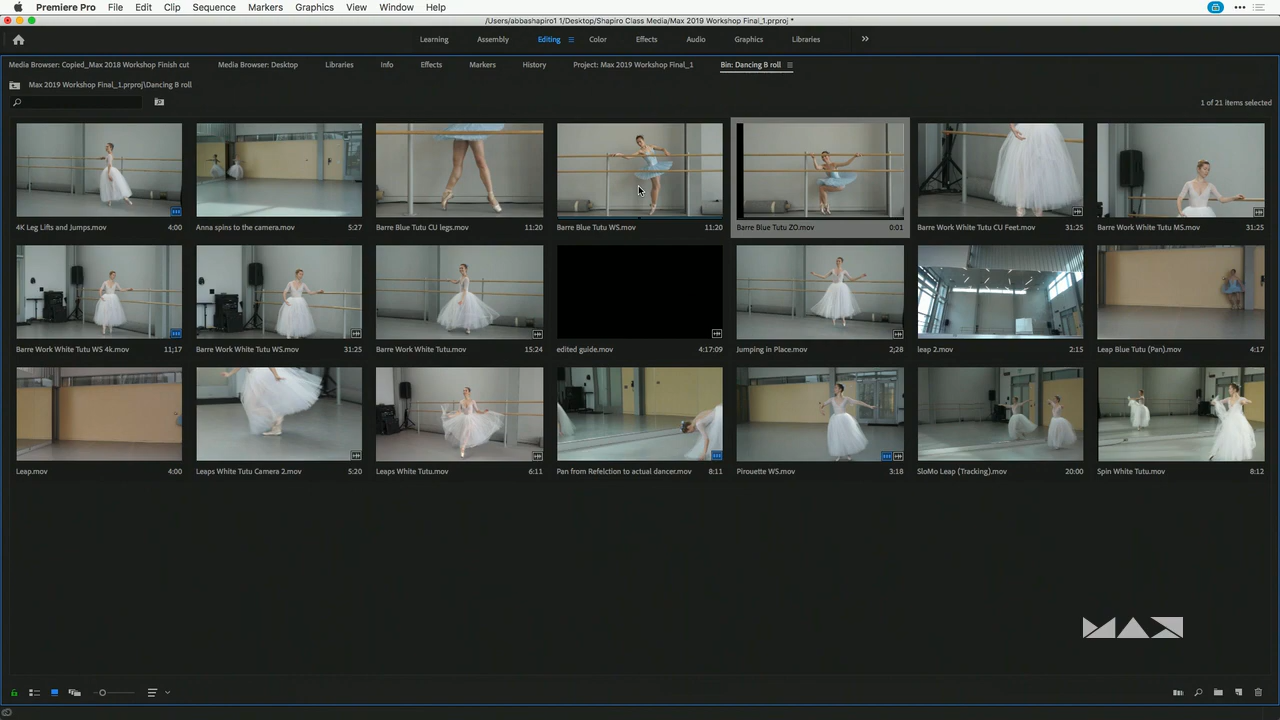 Premiere Pro File Edit Clip Sequence Markers Graphics View Window Help
/Users/abbashapiro1 1/Desktop/Shapiro Class Media/Max 2019 Workshop Final_1.prproj *
Learning Assembly Editing Color Effects Audio Graphics Libraries
Media Browser: Copied_Max 2018 Workshop Finish cut Media Browser: Desktop Libraries Info Effects Markers History Project: Max 2019 Workshop Final_1 Bin: Dancing B roll
Max 2019 Workshop Final_1.prproj\Dancing B roll
1 of 21 items selected
4K Leg Lifts and Jumps.mov 4:00 Anna spins to the camera.mov 5:27 Barre Blue Tutu CU legs.mov 11:20 Barre Blue Tutu WS.mov 11:20 Barre Blue Tutu ZO.mov 0:01 Barre Work White Tutu CU Feet.mov 31:25 Barre Work White Tutu MS.mov 31:25
Barre Work White Tutu WS 4k.mov 11;17 Barre Work White Tutu WS.mov 31:25 Barre Work White Tutu.mov 15:24 edited guide.mov 4:17:09 Jumping in Place.mov 2;28 leap 2.mov 2:15 Leap Blue Tutu (Pan).mov 4:17
Leap.mov 4:00 Leaps White Tutu Camera 2.mov 5:20 Leaps White Tutu.mov 6:11 Pan from Refelction to actual dancer.mov 8:11 Pirouette WS.mov 3:18 SloMo Leap (Tracking).mov 20:00 Spin White Tutu.mov 8:12
MAX